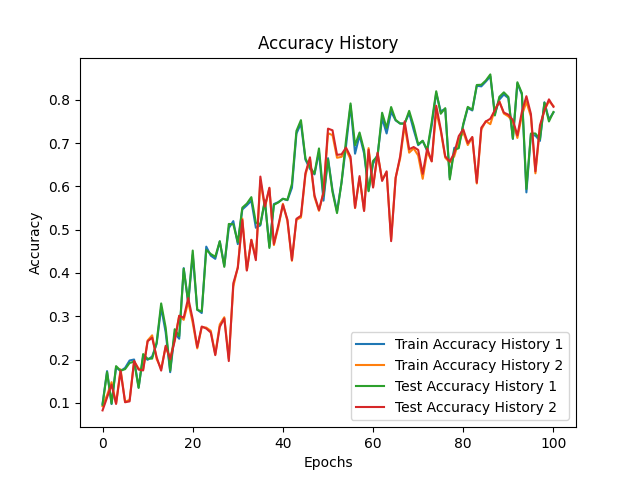 Accuracy History
Accuracy
0.8
0.7
0.6
0.5
0.4
0.3
0.2
0.1
0
20
40
60
80
100
Epochs
Train Accuracy History 1
Train Accuracy History 2
Test Accuracy History 1
Test Accuracy History 2